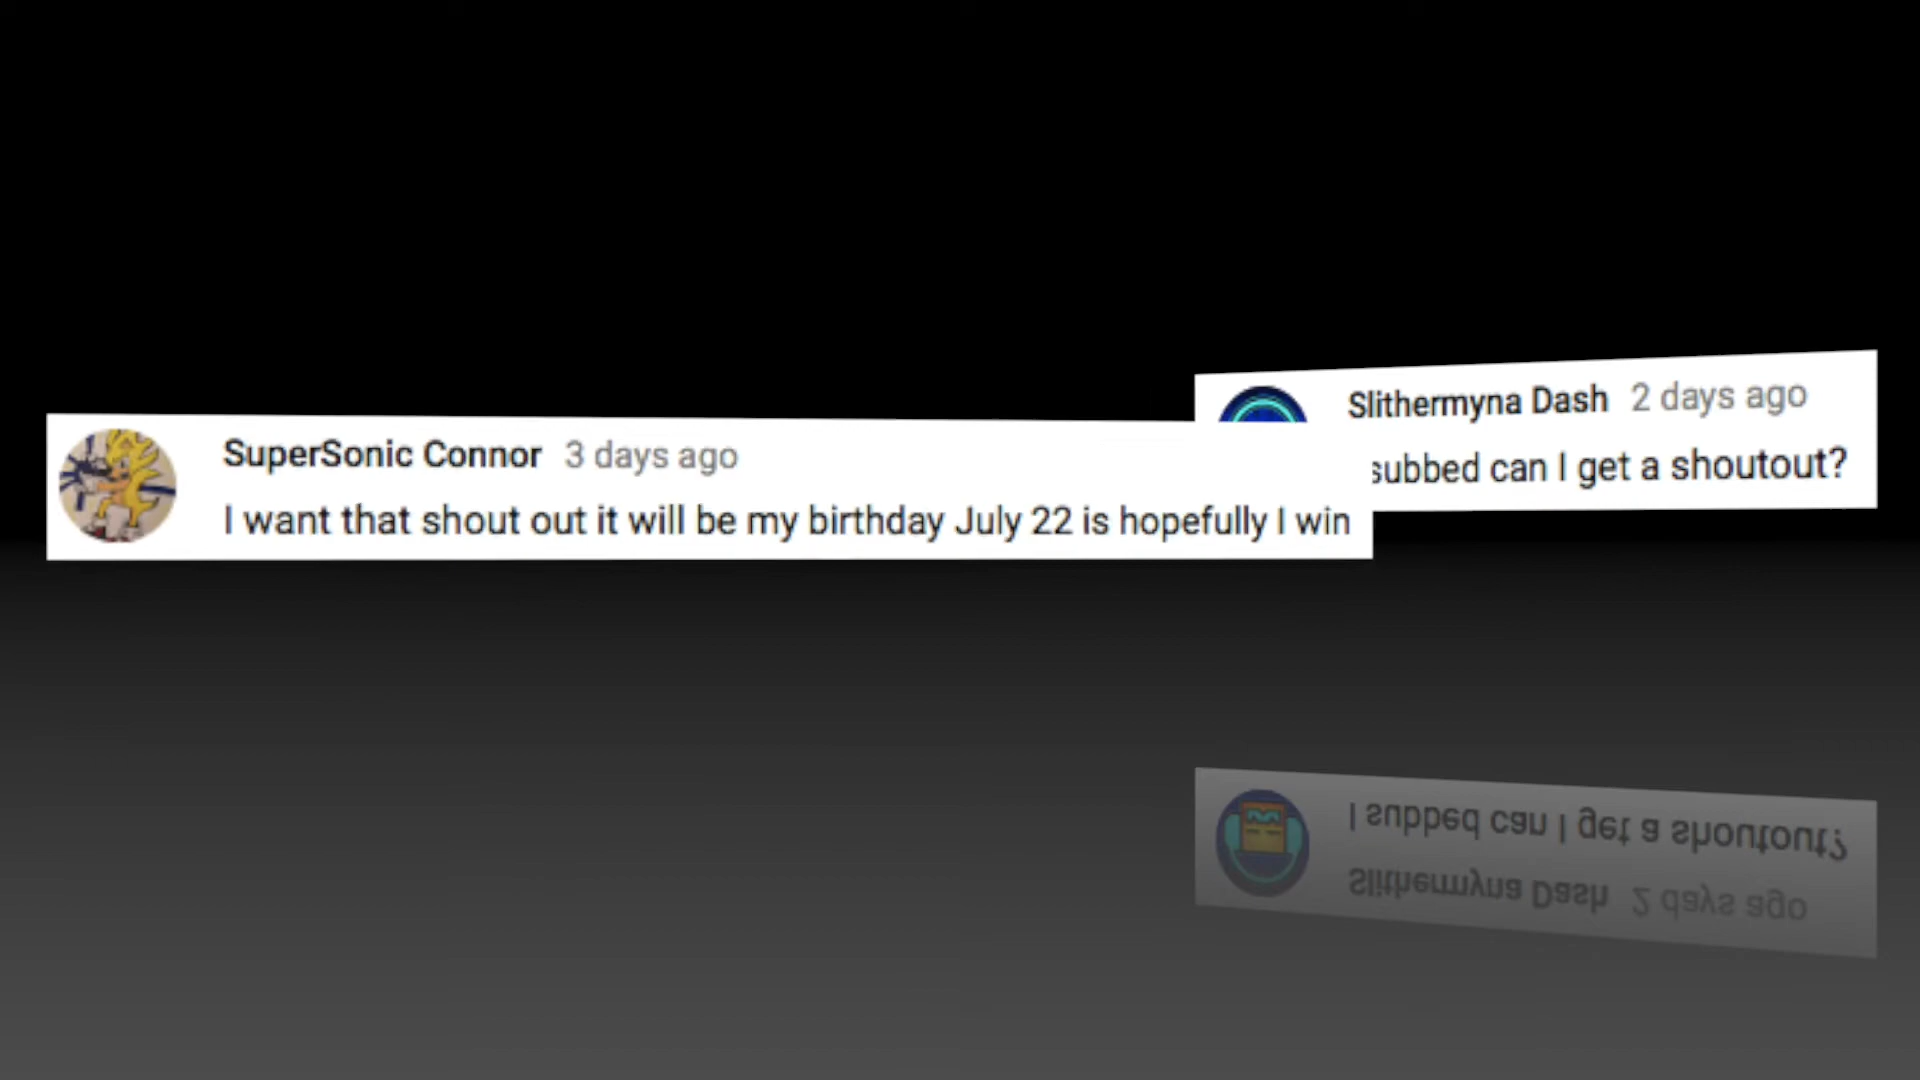 SuperSonic Connor 3 days ago
I want that shout out it will be my birthday July 22 is hopefully I win
Slithermyna Dash 2 days ago
subbed can I get a shoutout?
I subbed can I get a shoutout?
Slithermyna Dash 2 days ago